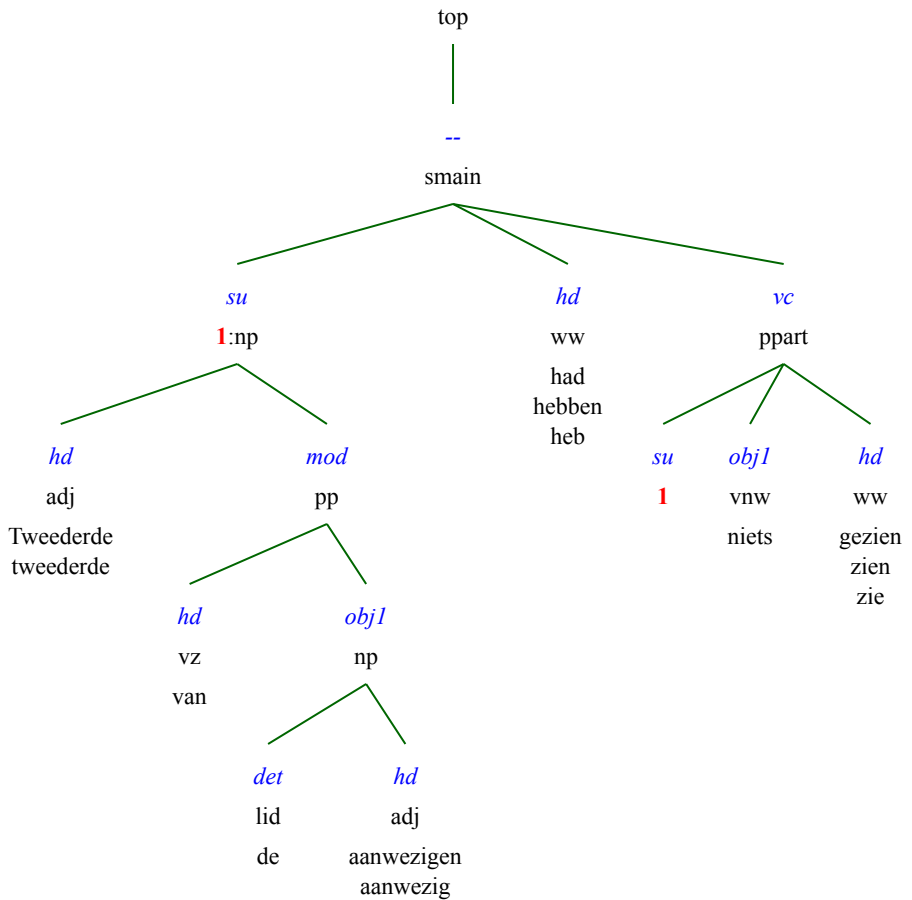 top
--
smain
su hd vc
1:np ww ppart
had
hebben
heb
hd mod su obj1 hd
adj pp 1 vnw ww
Tweederde niets gezien
tweederde zien
zie
hd obj1
vz np
van
det hd
lid adj
de aanwezigen
aanwezig